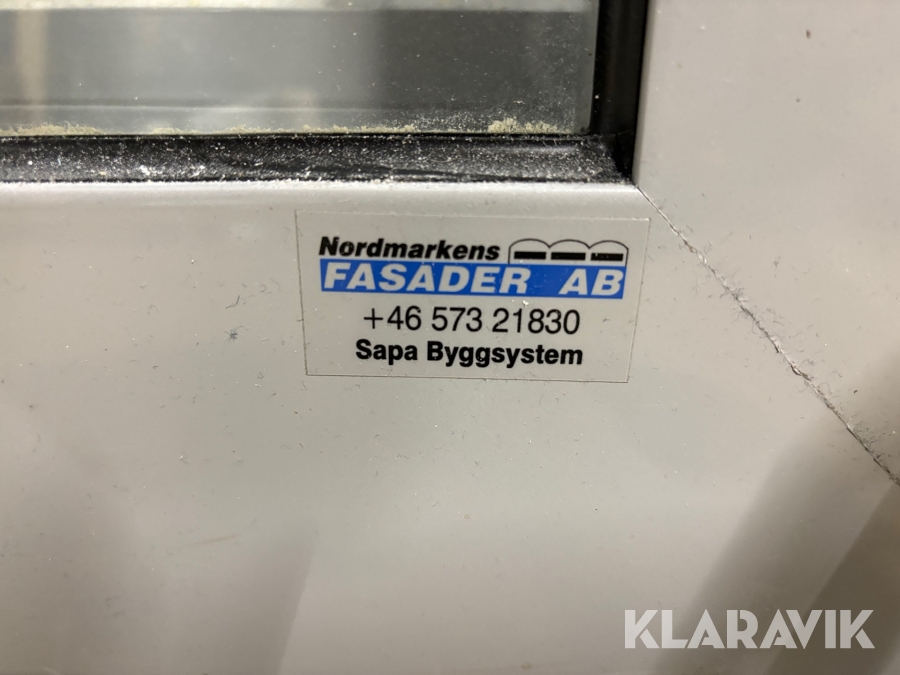 Nordmarkens
FASADER AB
+46 573 21830
Sapa Byggsystem
KLARAVIK